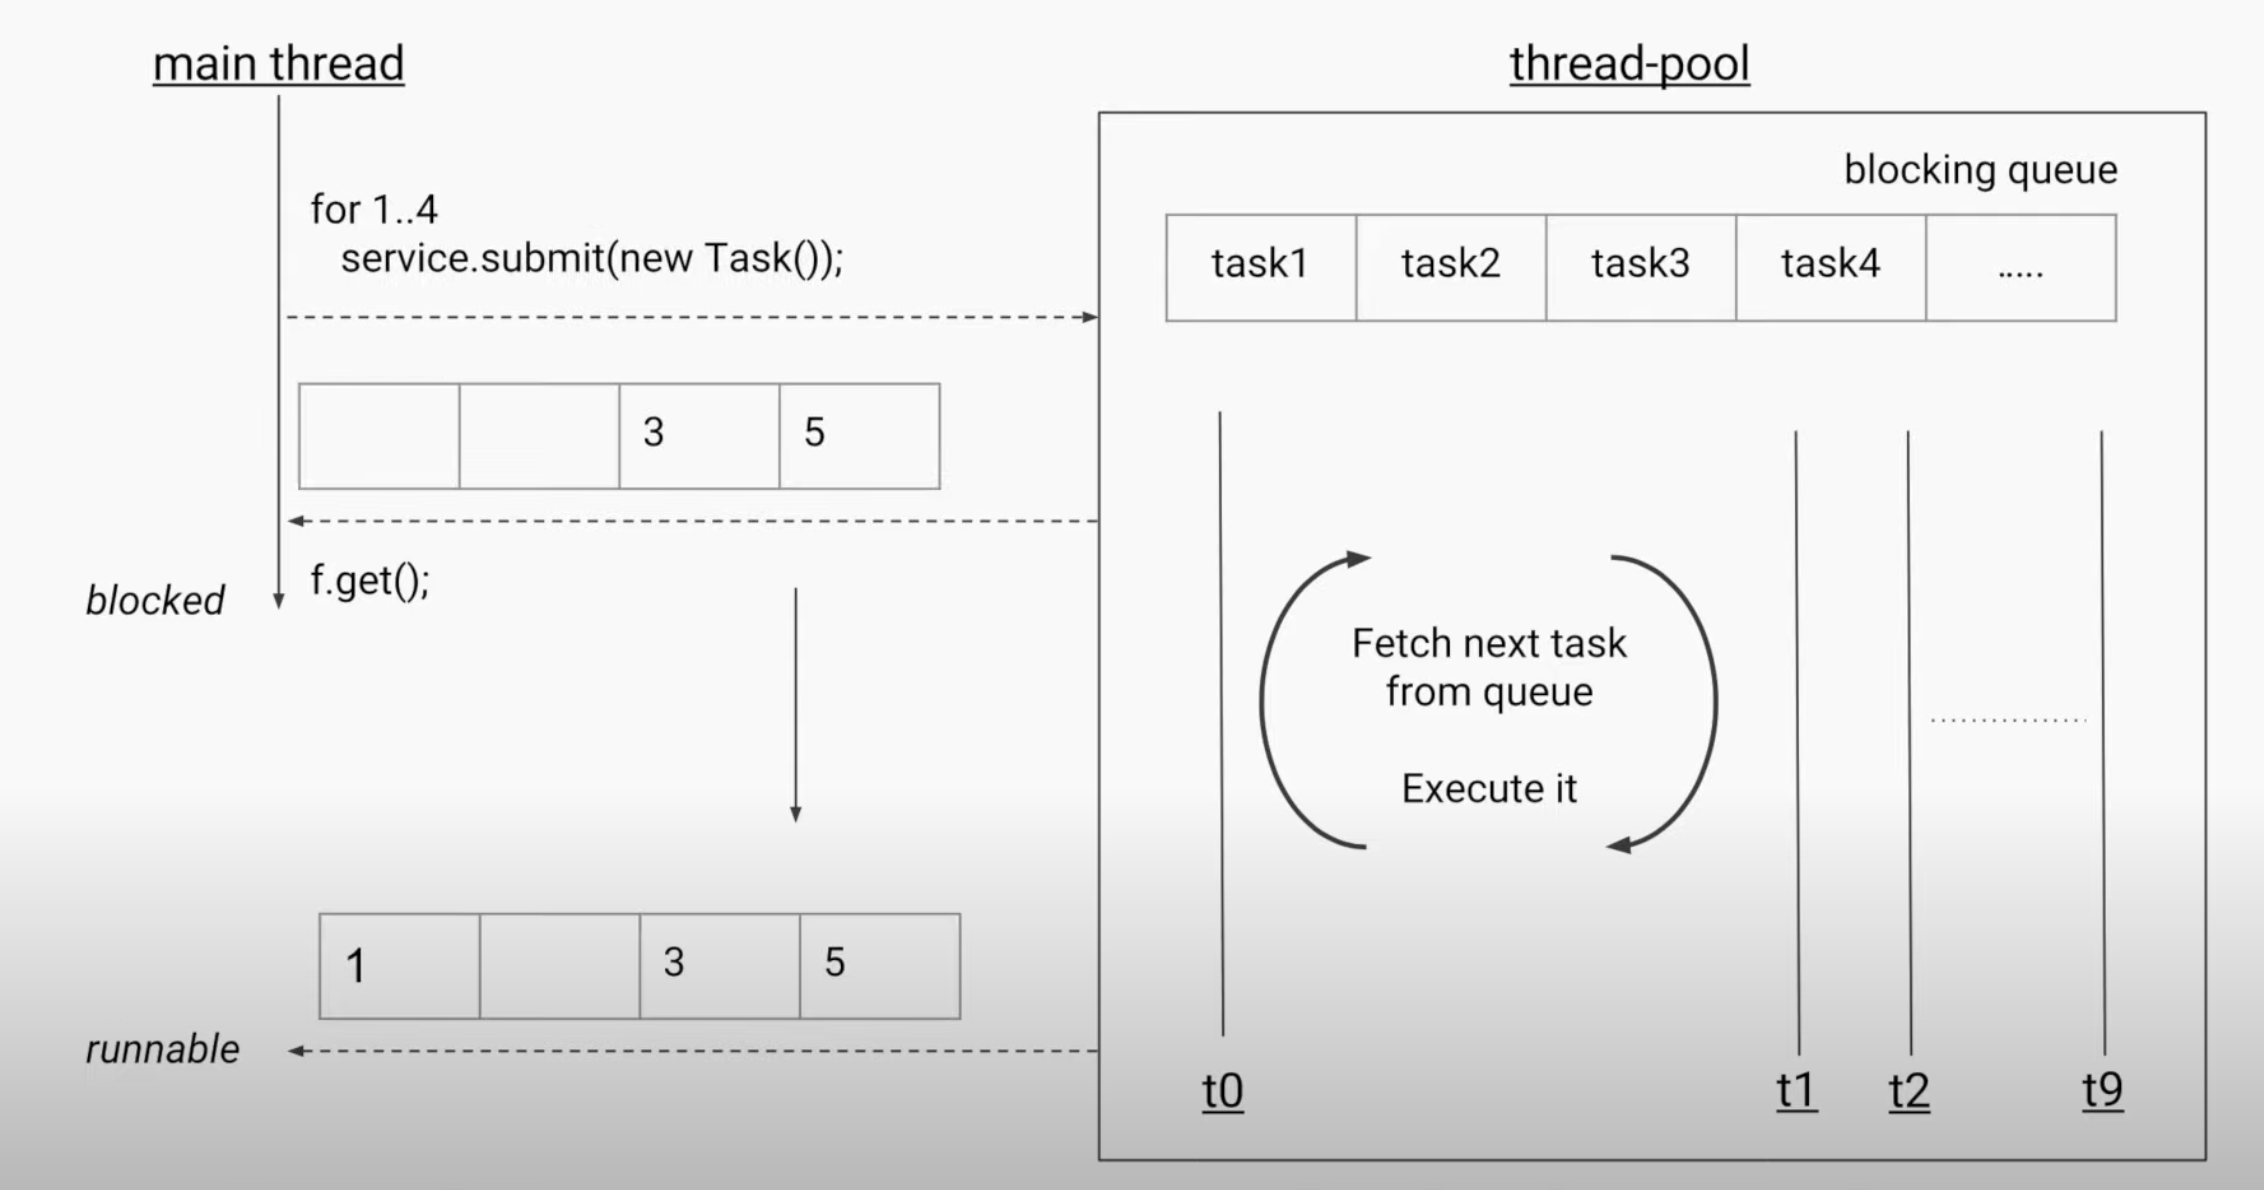 main thread
for 1..4
service.submit(new Task());
3 5
f.get();
blocked
1 3 5
runnable
thread-pool
blocking queue
task1 task2 task3 task4 .....
Fetch next task
from queue
Execute it
t0 t1 t2 t9